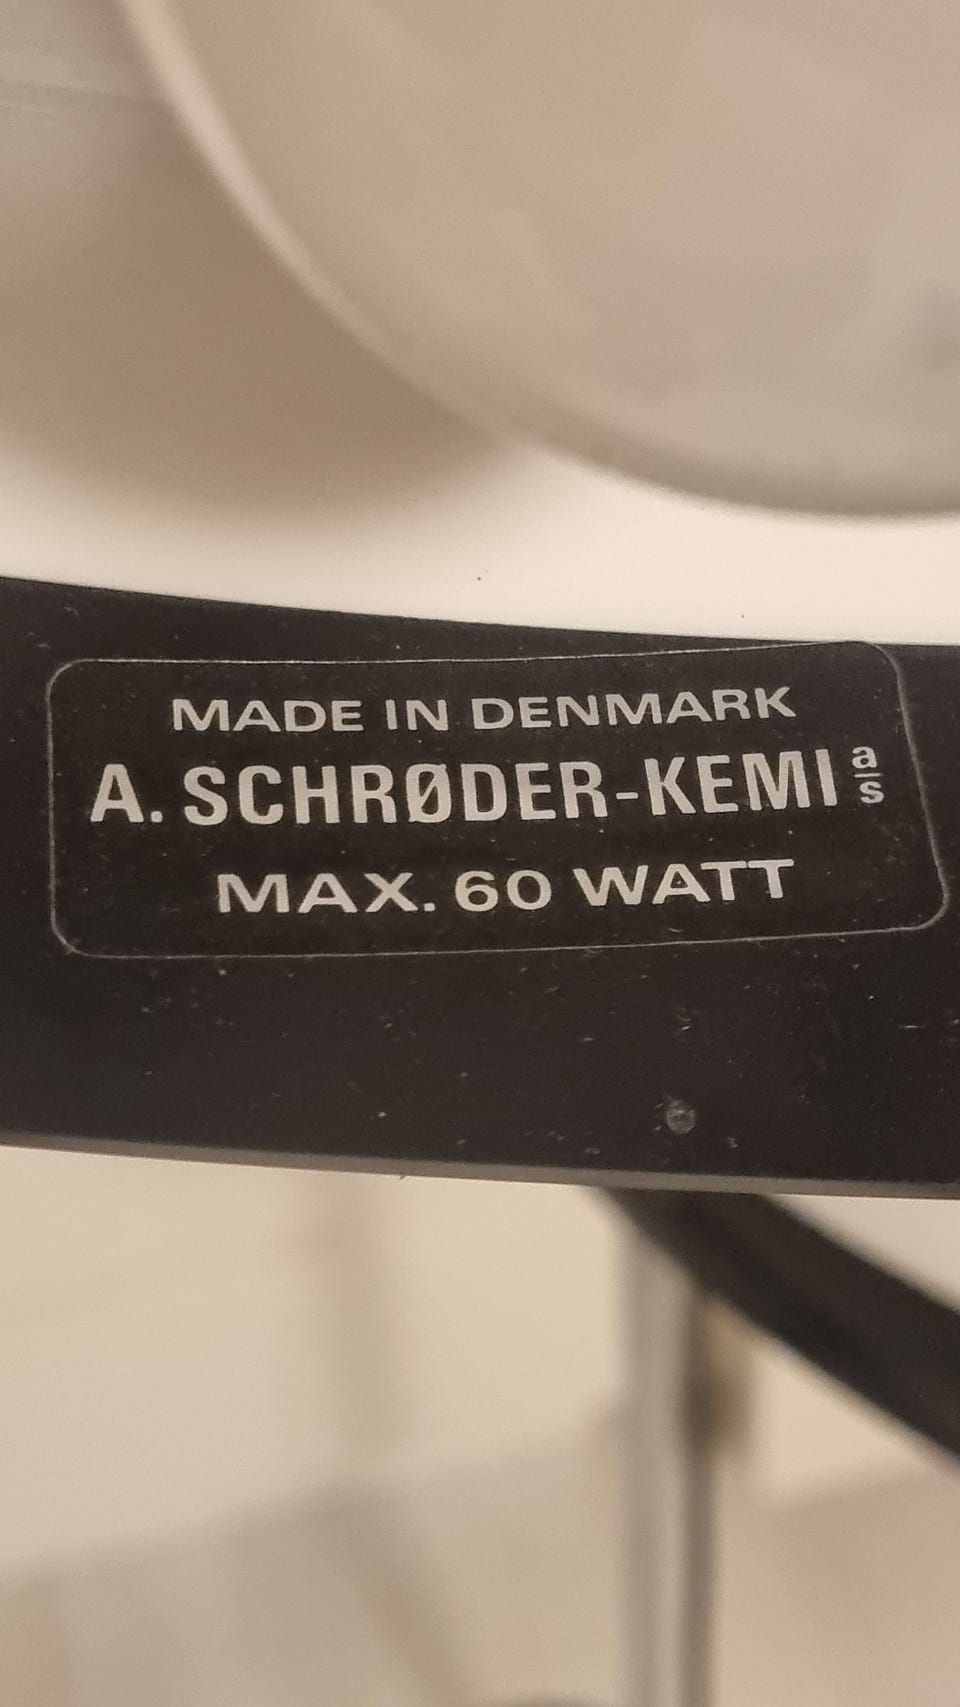 MADE IN DENMARK
A. SCHRØDER-KEMI a/s
MAX. 60 WATT